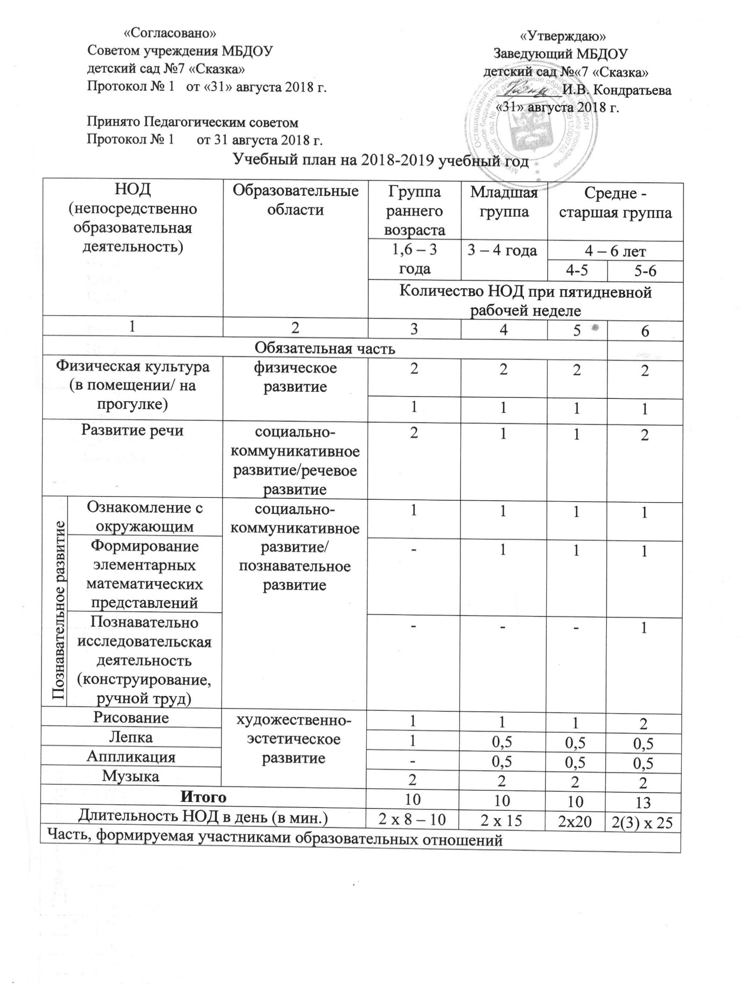 «Согласовано»
Советом учреждения МБДОУ
детский сад №7 «Сказка»
Протокол № 1 от «31» августа 2018 г.
Принято Педагогическим советом
Протокол № 1 от 31 августа 2018 г.
«Утверждаю»
Заведующий МБДОУ
детский сад №«7 «Сказка»
И.В. Кондратьева
«31» августа 2018 г.
Учебный план на 2018-2019 учебный год
НОД
(непосредственно
образовательная
деятельность)
Образовательные
области
Группа
раннего
возраста
Младшая
группа
Средне -
старшая группа
1,6 – 3
года
3 – 4 года
4 – 6 лет
4-5 5-6
Количество НОД при пятидневной
рабочей неделе
1 2 3 4 5 6
Обязательная часть
Физическая культура
(в помещении/ на
прогулке)
физическое
развитие
2 2 2 2
1 1 1 1
Развитие речи
социально-
коммуникативное
развитие/речевое
развитие
2 1 1 2
Познавательное развитие
Ознакомление с
окружающим
социально-
коммуникативное
развитие/
познавательное
развитие
1 1 1 1
Формирование
элементарных
математических
представлений
- 1 1 1
Познавательно
исследовательская
деятельность
(конструирование,
ручной труд)
- - - 1
Рисование
художественно-
эстетическое
развитие
1 1 1 2
Лепка
1 0,5 0,5 0,5
Аппликация
- 0,5 0,5 0,5
Музыка
2 2 2 2
Итого 10 10 10 13
Длительность НОД в день (в мин.) 2 х 8 – 10 2 х 15 2х20 2(3) х 25
Часть, формируемая участниками образовательных отношений